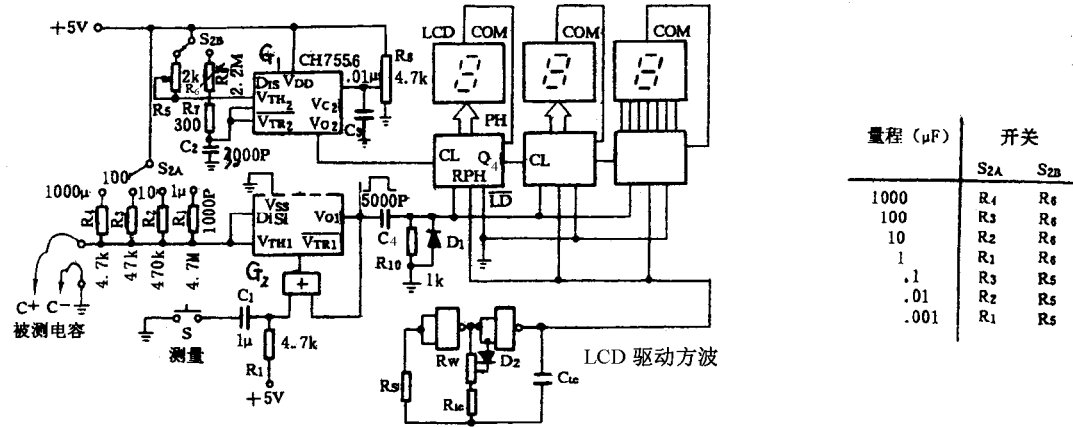 +5V
S2B
LCD
COM
COM
COM
G1
CH7556
R8
4.7k
2k
R6
2.2M
.01μ
DIS
VDD
VTH2
VC2
VTR2
VO2
R5
R7
300
C2
2000P
C3
PH
CL
Q4
CL
RPH
LD
100
S2A
1000μ
10
1μ
1000P
R4
R3
R2
R1
4.7k
47k
470k
4.7M
VSS
DIS1
VO1
VTH1
VTR1
G2
5000P
C4
R10
D1
1k
C+
C-
被测电容
S
测量
C1
1μ
+
4.7k
R1
+5V
RW
D2
C1c
R1c
LCD 驱动方波
量程 (μF) 开关
S2A S2B
1000 R4 R6
100 R3 R6
10 R2 R6
1 R1 R6
.1 R3 R5
.01 R2 R5
.001 R1 R5